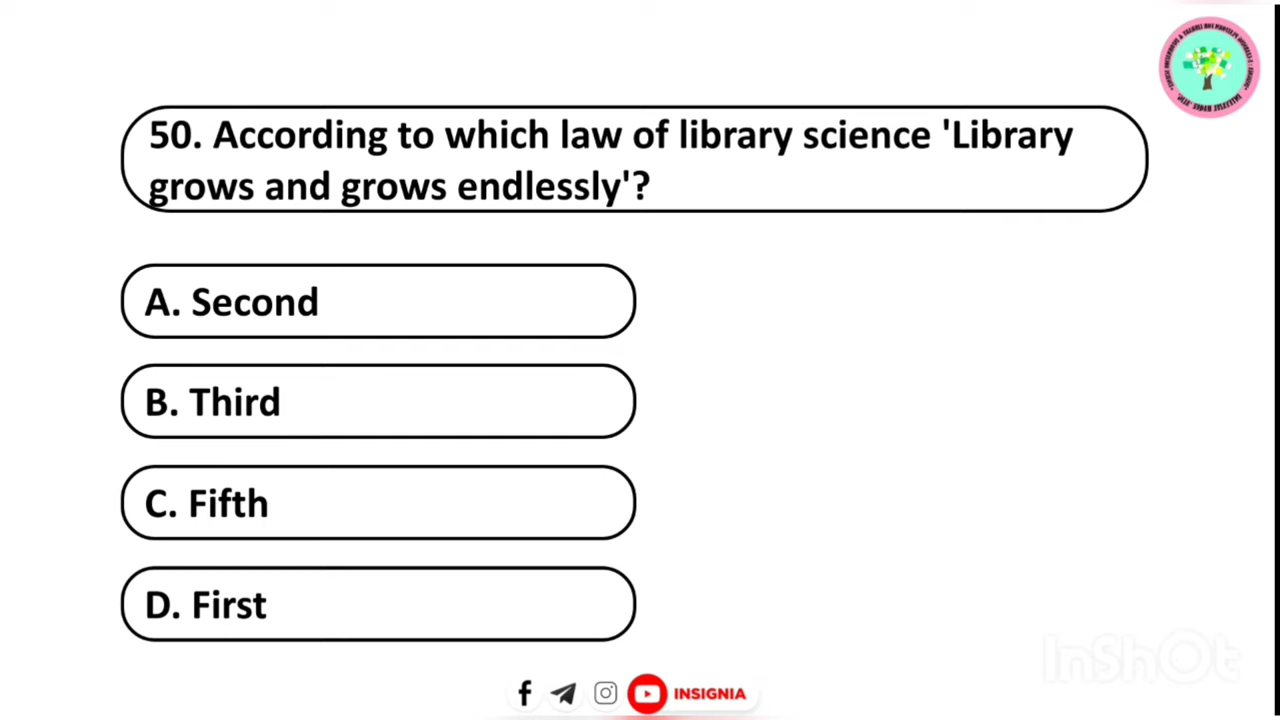 50. According to which law of library science 'Library
grows and grows endlessly'?
A. Second
B. Third
C. Fifth
D. First
INSIGNIA
InShOt